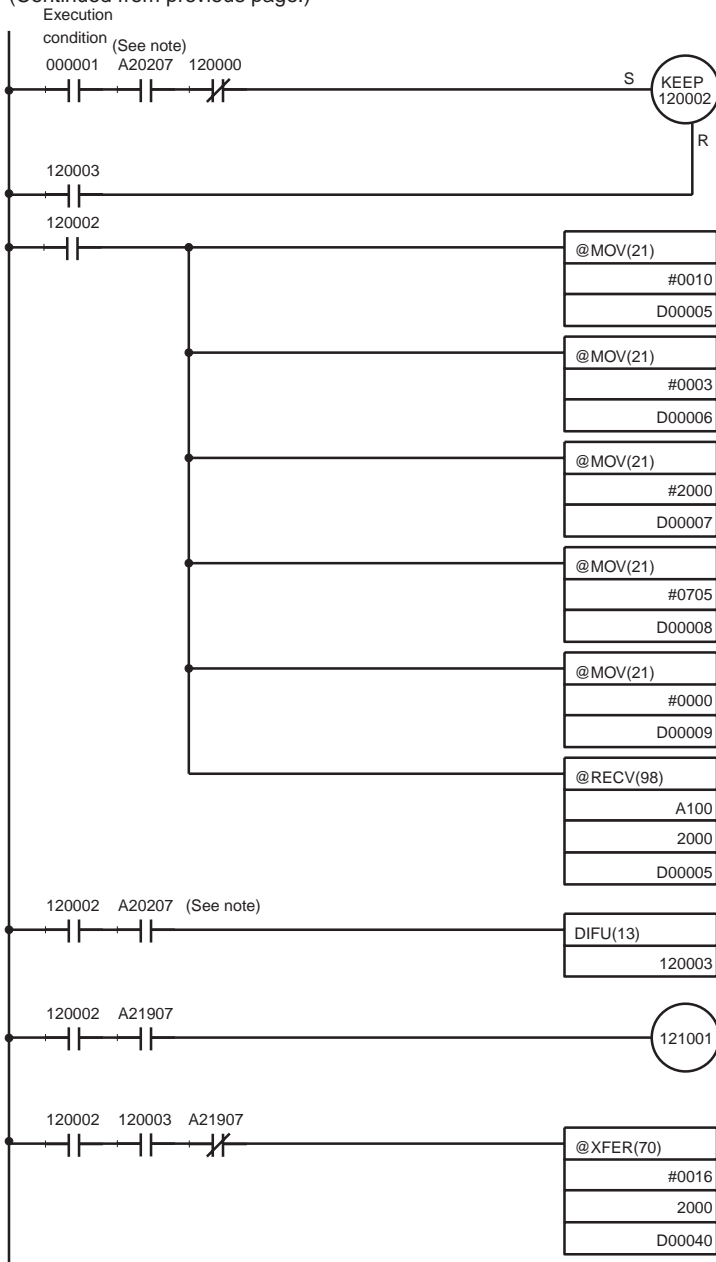 (Continued from previous page.)
Execution
condition
(See note)
000001 A20207 120000
S
KEEP
120002
R
120003
120002
@MOV(21)
#0010
D00005
@MOV(21)
#0003
D00006
@MOV(21)
#2000
D00007
@MOV(21)
#0705
D00008
@MOV(21)
#0000
D00009
@RECV(98)
A100
2000
D00005
120002 A20207 (See note)
DIFU(13)
120003
120002 A21907
121001
120002 120003 A21907
@XFER(70)
#0016
2000
D00040